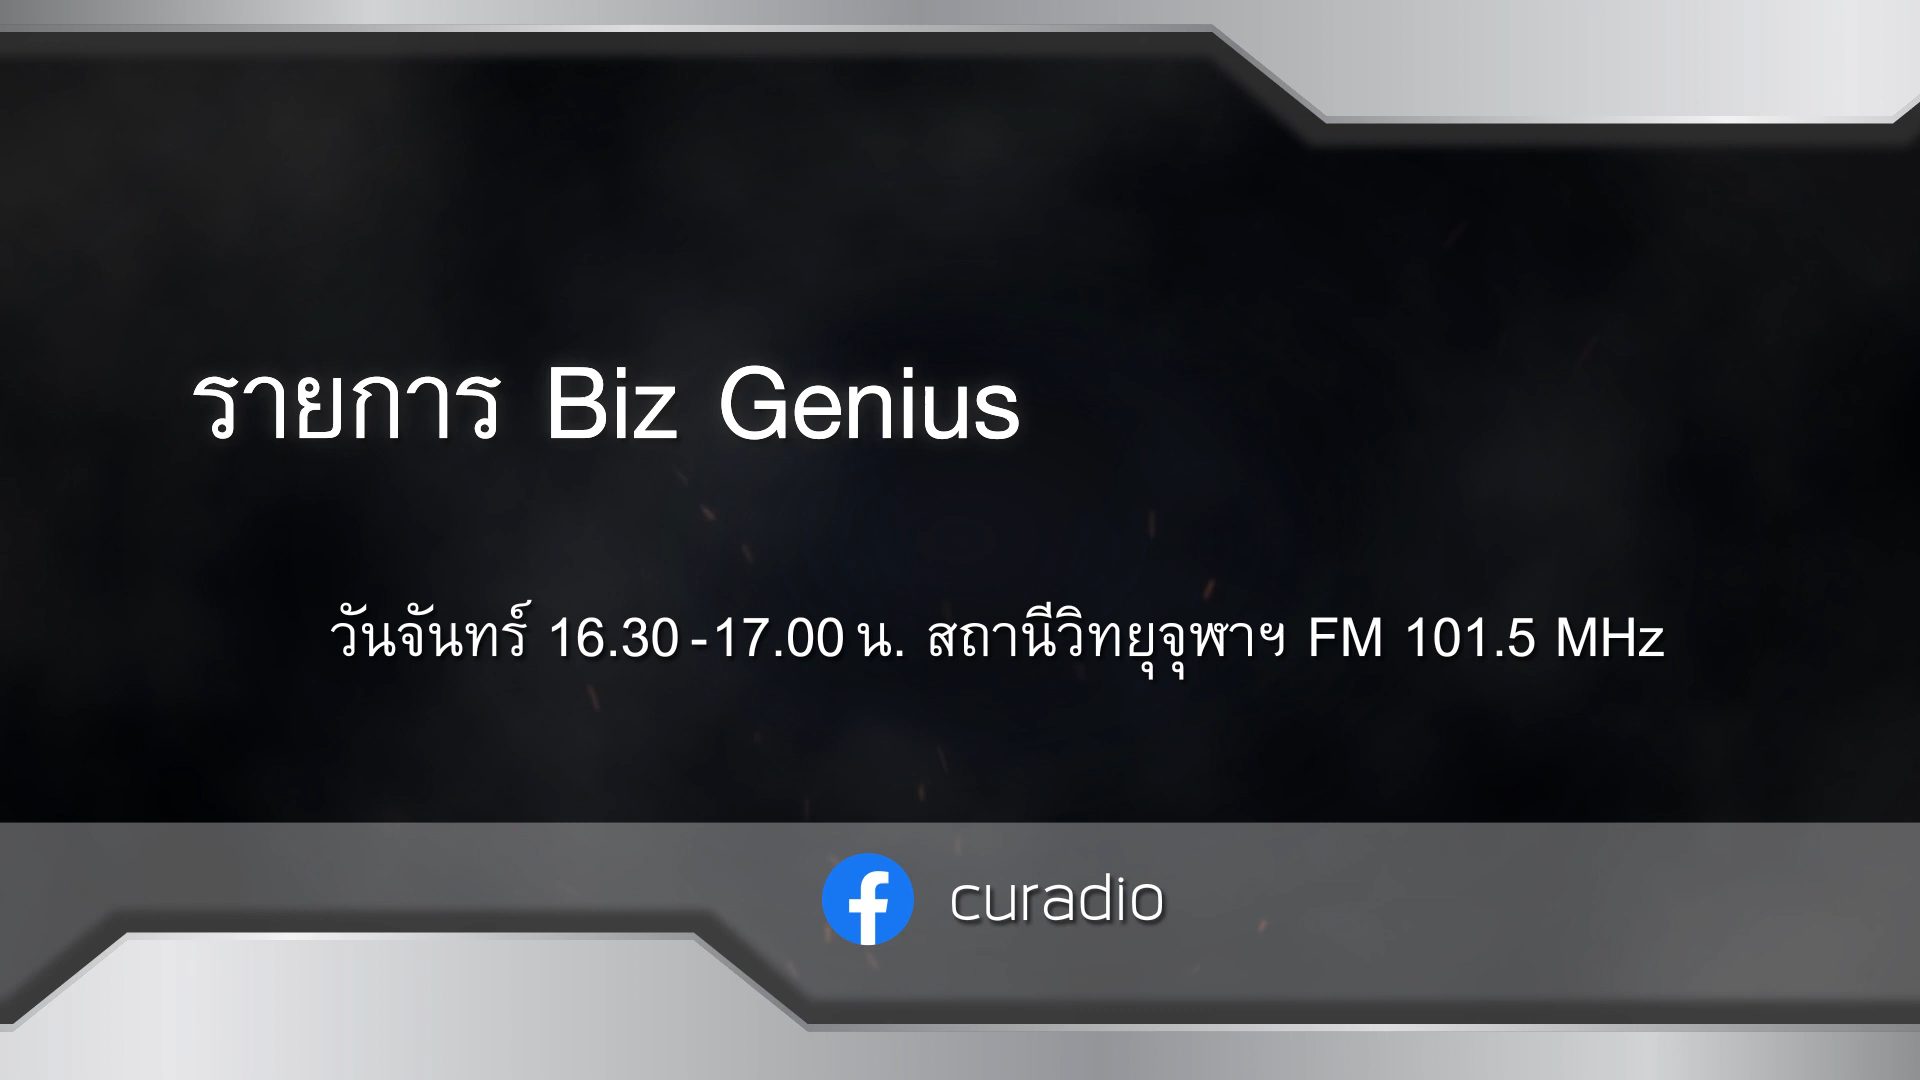 รายการ Biz Genius
วันจันทร์ 16.30 -17.00 น. สถานีวิทยุจุฬาฯ FM 101.5 MHz
curadio